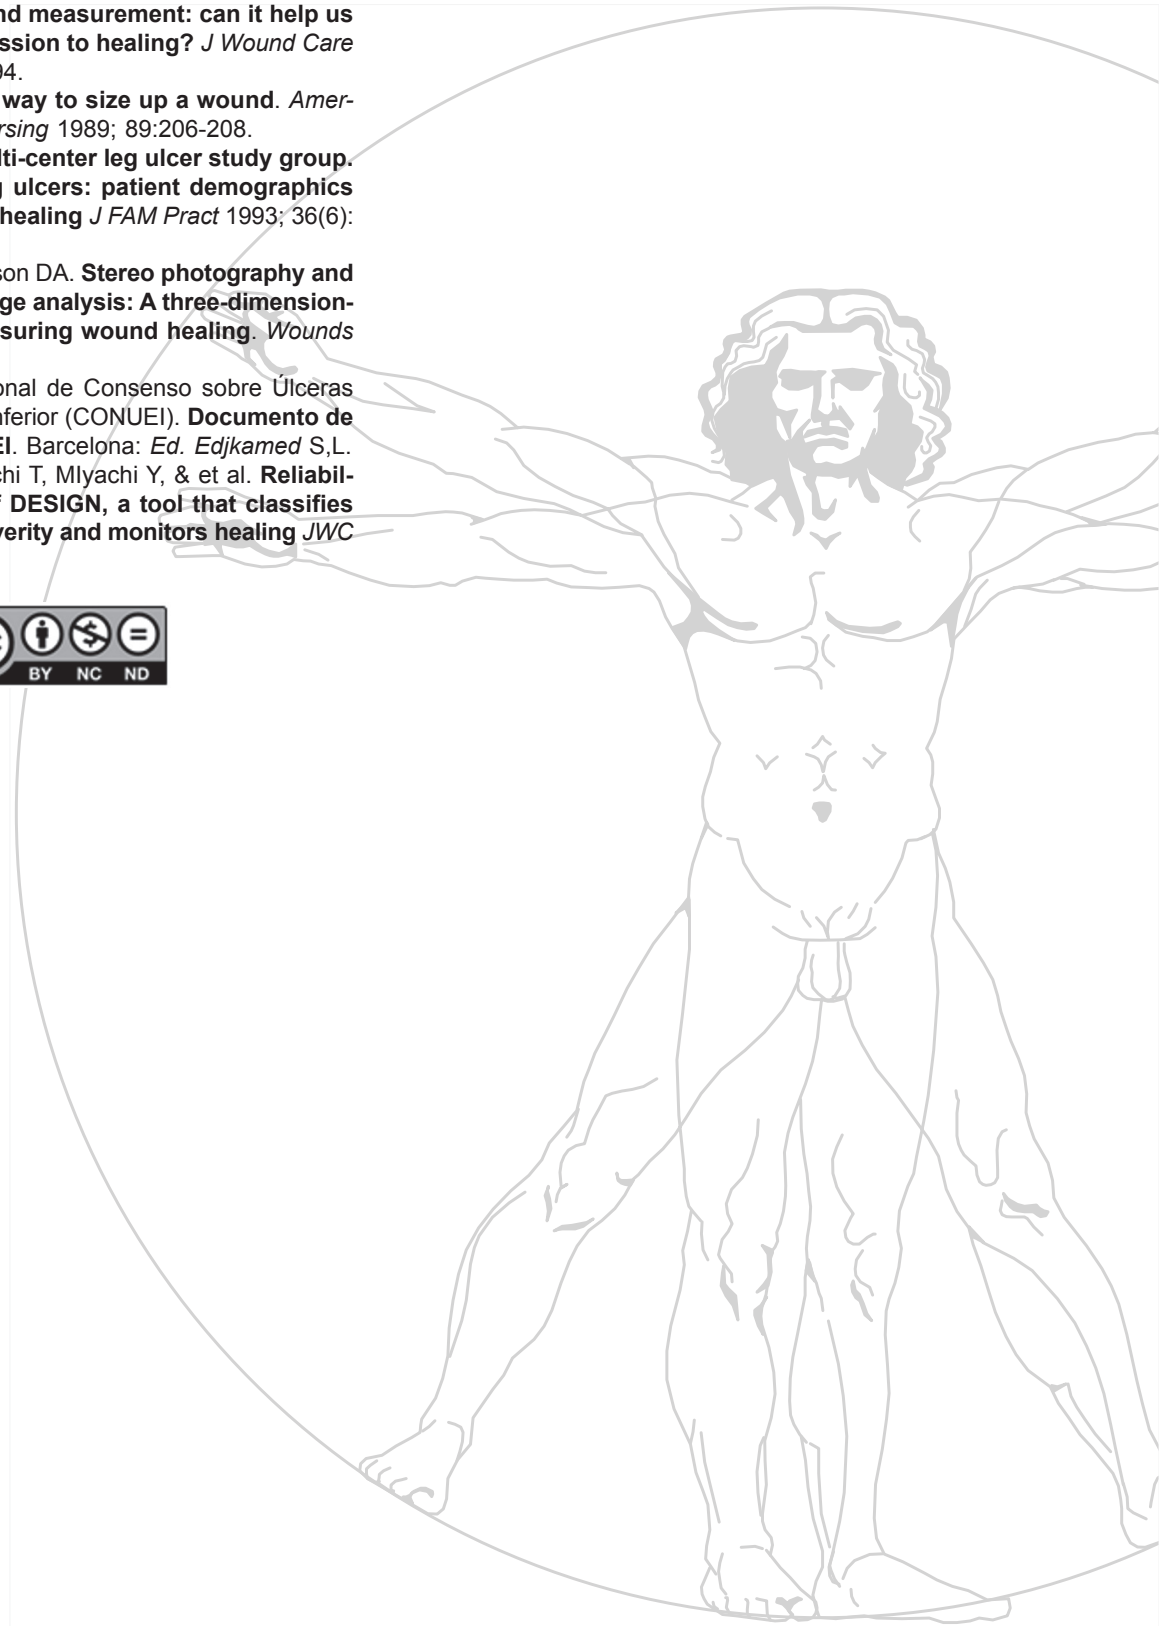 nd measurement: can it help us
ssion to healing? J Wound Care
94.
way to size up a wound. Amer-
rsing 1989; 89:206-208.
lti-center leg ulcer study group.
g ulcers: patient demographics
healing J FAM Pract 1993; 36(6):
son DA. Stereo photography and
ge analysis: A three-dimension-
suring wound healing. Wounds
onal de Consenso sobre Úlceras
nferior (CONUEI). Documento de
EI. Barcelona: Ed. Edjkamed S,L.
chi T, MIyachi Y, & et al. Reliabil-
f DESIGN, a tool that classifies
verity and monitors healing JWC
BY NC ND